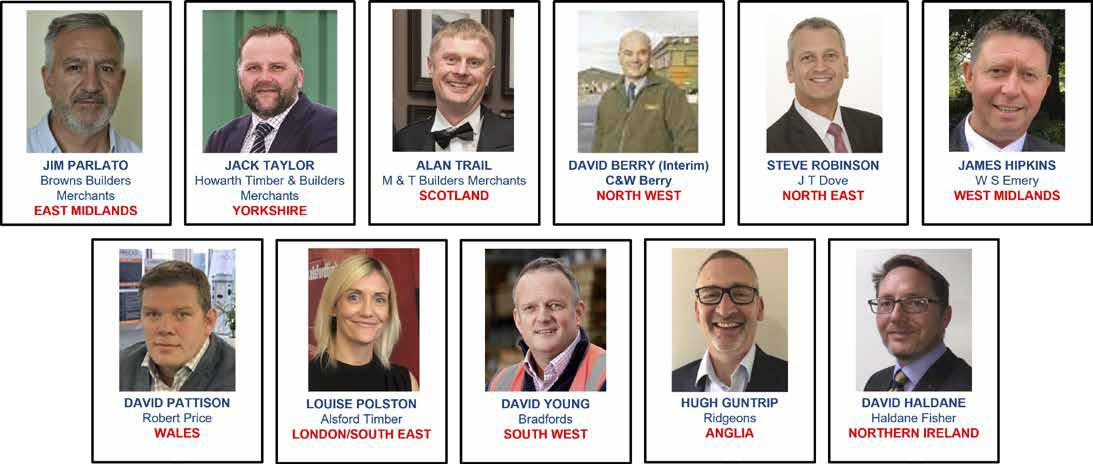 JIM PARLATO
Browns Builders
Merchants
EAST MIDLANDS
JACK TAYLOR
Howarth Timber & Builders
Merchants
YORKSHIRE
ALAN TRAIL
M & T Builders Merchants
SCOTLAND
DAVID BERRY (Interim)
C&W Berry
NORTH WEST
STEVE ROBINSON
J T Dove
NORTH EAST
JAMES HIPKINS
W S Emery
WEST MIDLANDS
DAVID PATTISON
Robert Price
WALES
LOUISE POLSTON
Alsford Timber
LONDON/SOUTH EAST
DAVID YOUNG
Bradfords
SOUTH WEST
HUGH GUNTRIP
Ridgeons
ANGLIA
DAVID HALDANE
Haldane Fisher
NORTHERN IRELAND